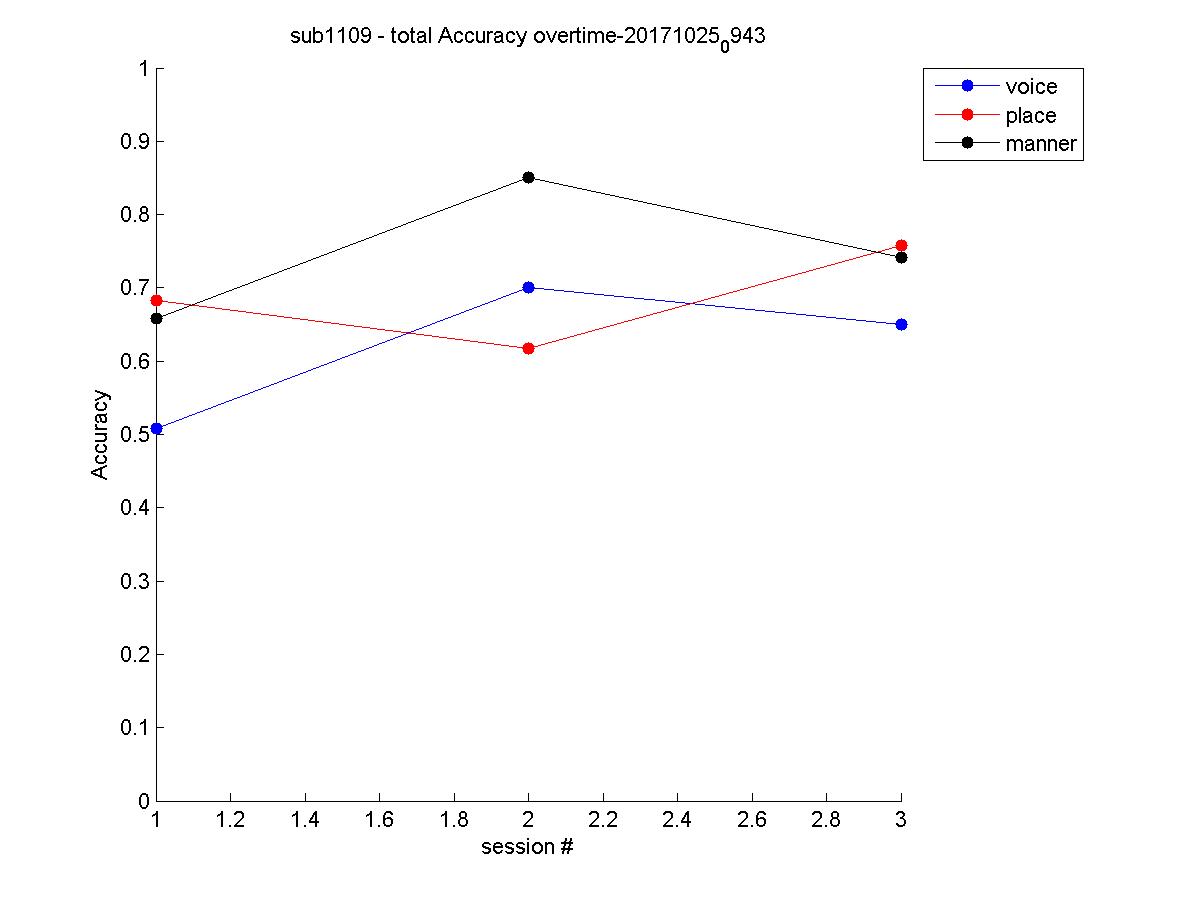 sub1109 - total Accuracy overtime-20171025₀943
voice
place
manner
1
0.9
0.8
0.7
0.6
0.5
0.4
0.3
0.2
0.1
0
Accuracy
1 1.2 1.4 1.6 1.8 2 2.2 2.4 2.6 2.8 3
session #